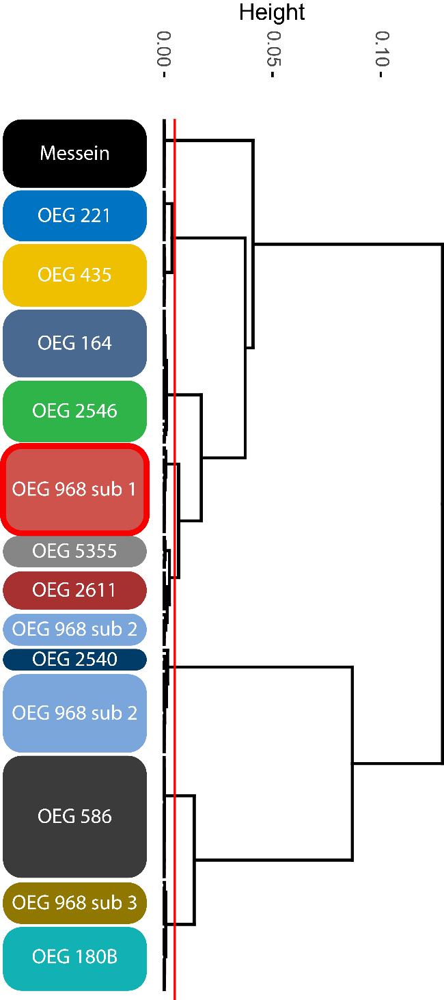 Height
0.00
0.05
0.10
Messein
OEG 221
OEG 435
OEG 164
OEG 2546
OEG 968 sub 1
OEG 5355
OEG 2611
OEG 968 sub 2
OEG 2540
OEG 968 sub 2
OEG 586
OEG 968 sub 3
OEG 180B